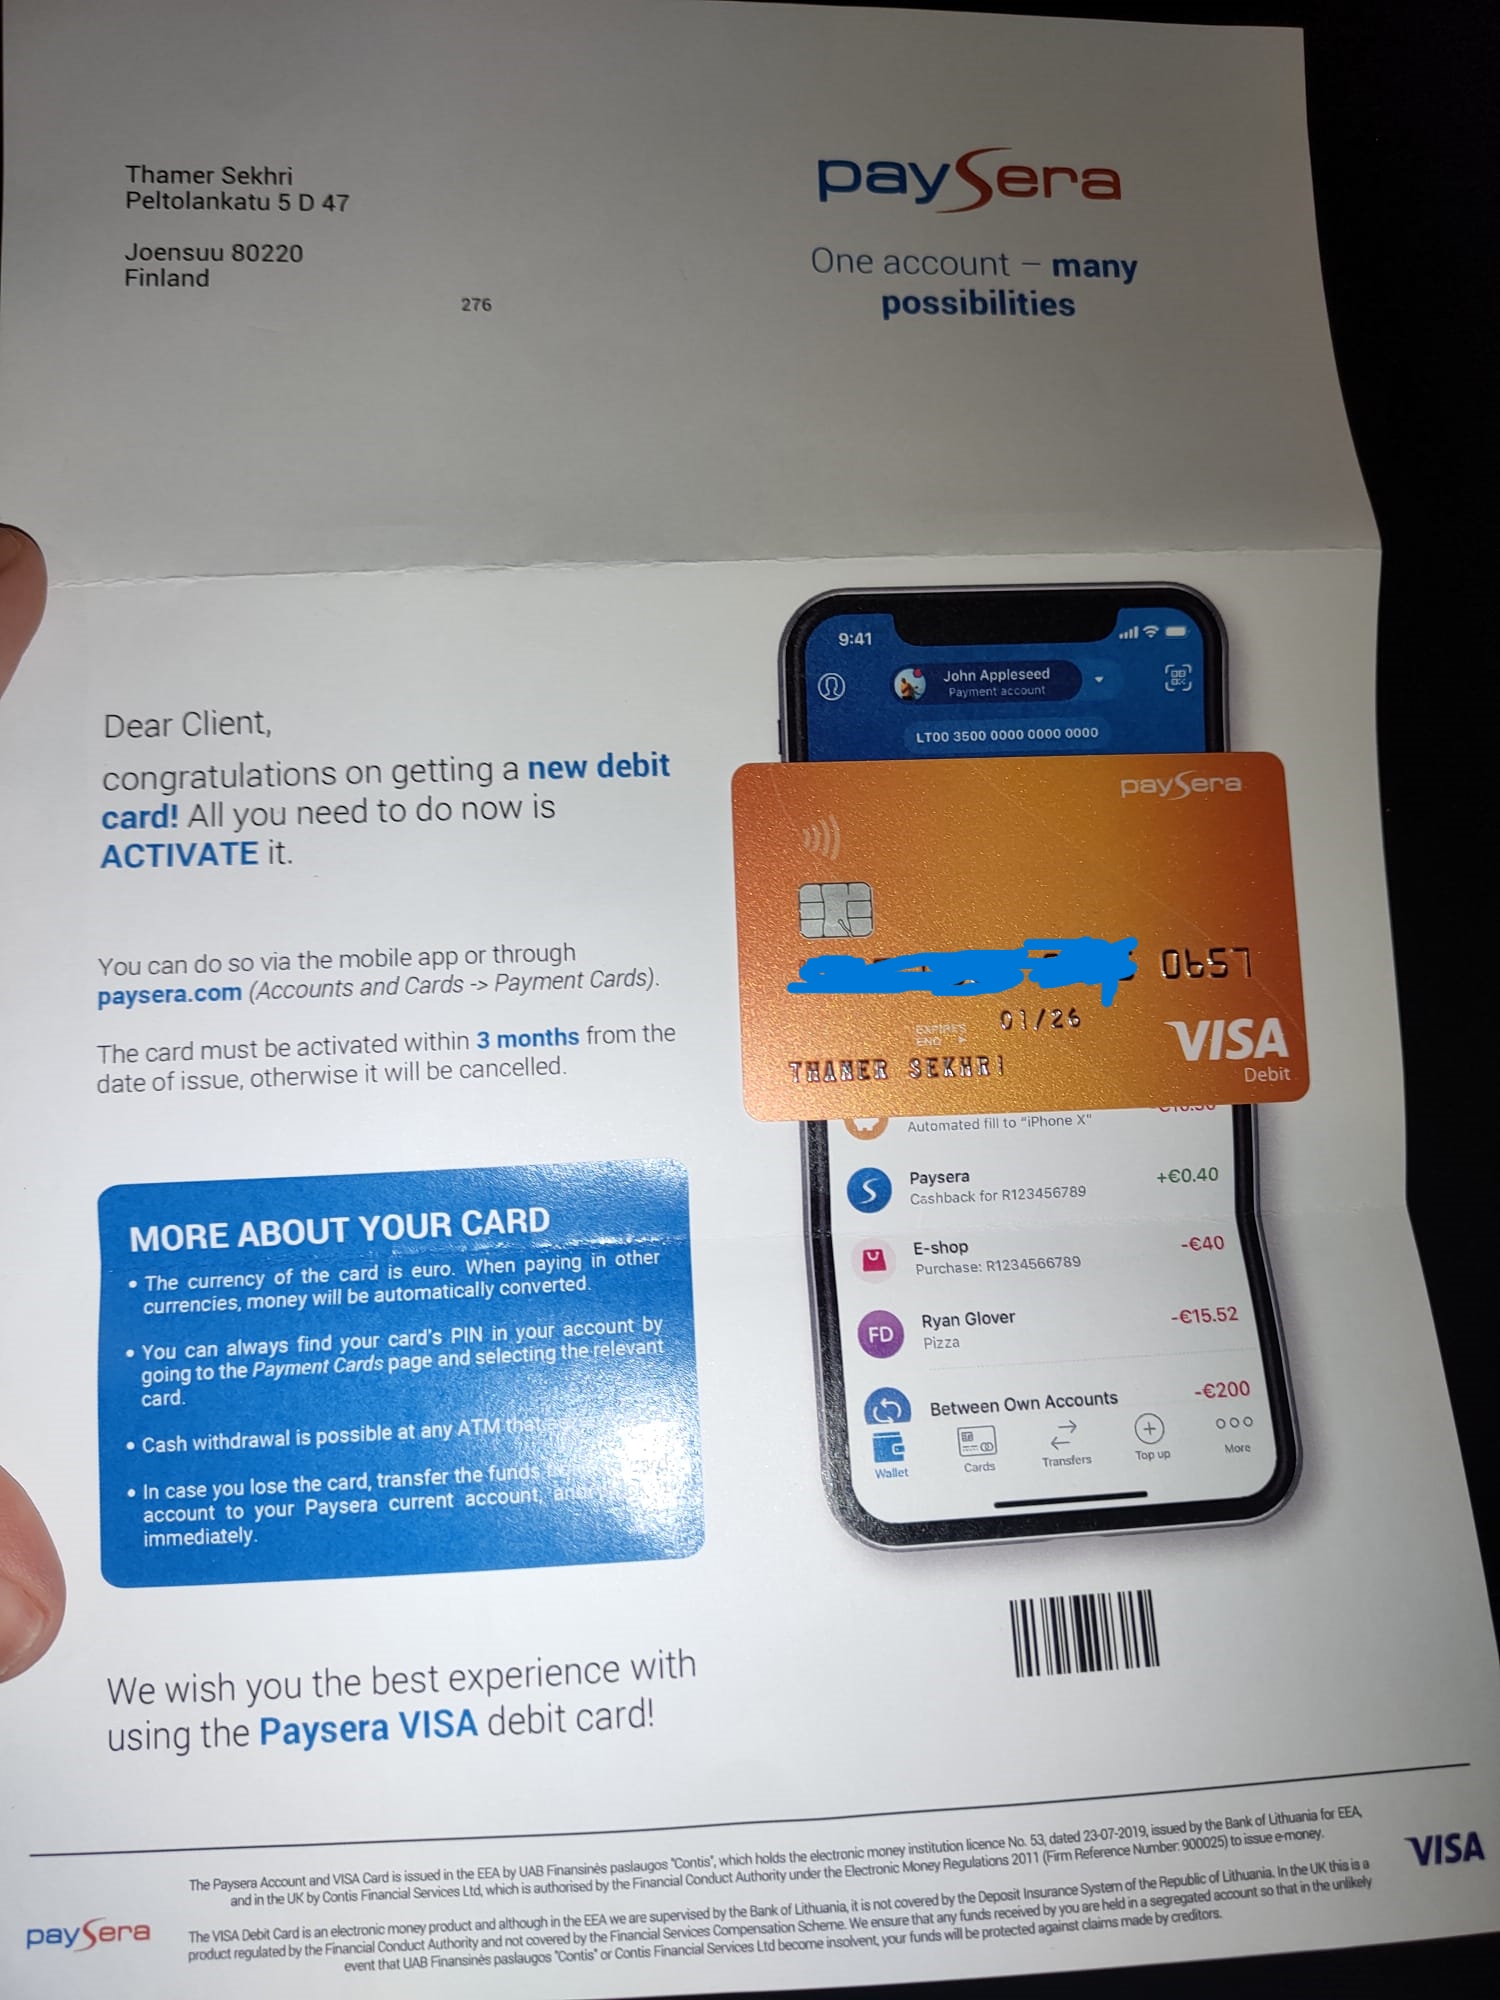 Thamer Sekhri
Peltolankatu 5 D 47
Joensuu 80220
Finland
276
paysera
One account – many
possibilities
Dear Client,
congratulations on getting a new debit
card! All you need to do now is
ACTIVATE it.
You can do so via the mobile app or through
paysera.com (Accounts and Cards -> Payment Cards).
The card must be activated within 3 months from the
date of issue, otherwise it will be cancelled.
MORE ABOUT YOUR CARD
• The currency of the card is euro. When paying in other
currencies, money will be automatically converted.
• You can always find your card's PIN in your account by
going to the Payment Cards page and selecting the relevant
card.
• Cash withdrawal is possible at any ATM that
• In case you lose the card, transfer the funds
account to your Paysera current account,
immediately.
We wish you the best experience with
using the Paysera VISA debit card!
9:41
John Appleseed
Payment account
LT00 3500 0000 0000 0000
paysera
0657
EXPIRES
END
01/26
VISA
Debit
THAMER SEKHRI
Automated fill to "iPhone X"
Paysera
+€0.40
Cashback for R123456789
E-shop
-€40
Purchase: R1234566789
FD
Ryan Glover
-€15.52
Pizza
Between Own Accounts
-€200
Wallet
Cards
Transfers
Top up
More
The Paysera Account and VISA Card is issued in the EEA by UAB Finansinės paslaugos "Contis", which holds the electronic money institution licence No. 53, dated 23-07-2019, issued by the Bank of Lithuania for EEA,
and in the UK by Contis Financial Services Ltd, which is authorised by the Financial Conduct Authority under the Electronic Money Regulations 2011 (Firm Reference Number: 900025) to issue e-money.
The VISA Debit Card is an electronic money product and although in the EEA we are supervised by the Bank of Lithuania, it is not covered by the Deposit Insurance System of the Republic of Lithuania. In the UK this is a
product regulated by the Financial Conduct Authority and not covered by the Financial Services Compensation Scheme. We ensure that any funds received by you are held in a segregated account so that in the unlikely
event that UAB Finansinės paslaugos "Contis" or Contis Financial Services Ltd become insolvent, your funds will be protected against claims made by creditors.
paysera
VISA